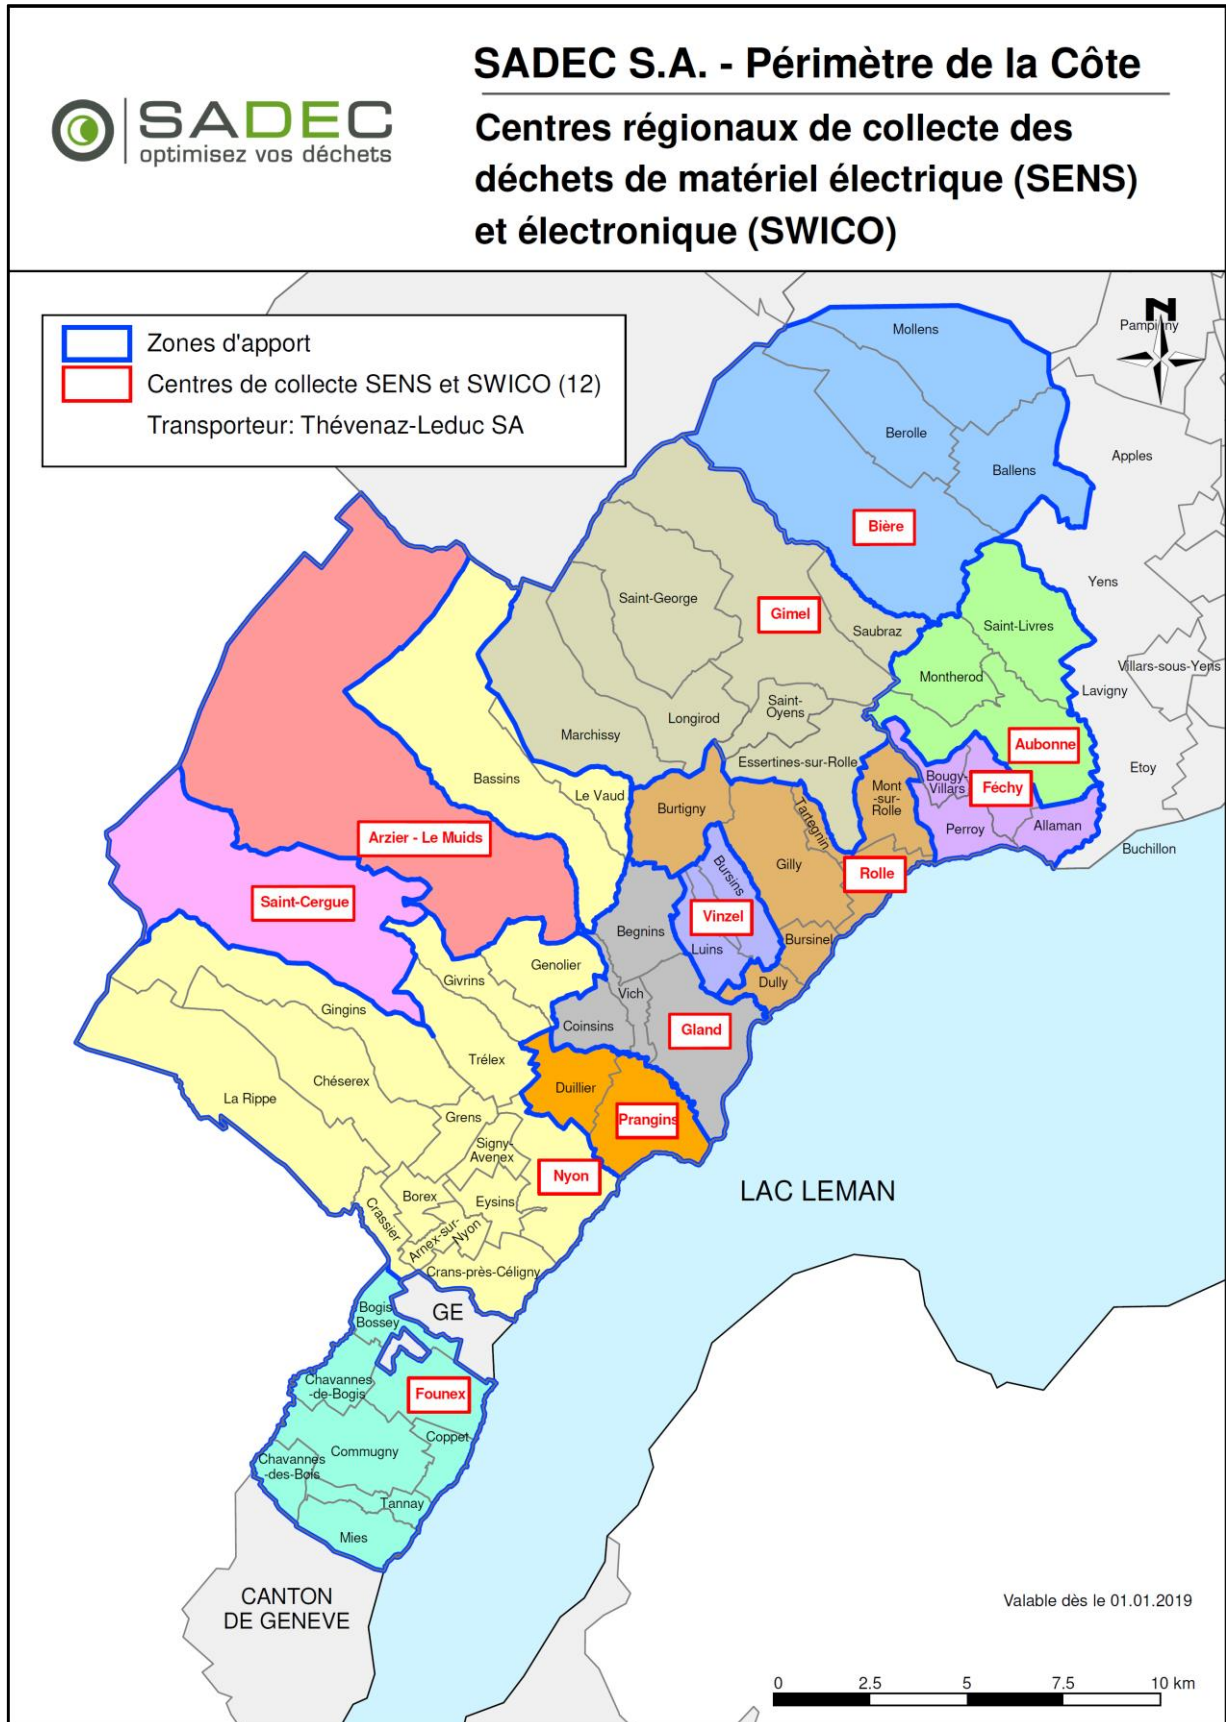 SADEC
optimisez vos déchets
SADEC S.A. - Périmètre de la Côte
Centres régionaux de collecte des
déchets de matériel électrique (SENS)
et électronique (SWICO)
Zones d'apport
Centres de collecte SENS et SWICO (12)
Transporteur: Thévenaz-Leduc SA
N
Pampigny
Mollens
Berolle
Ballens
Apples
Bière
Yens
Saint-George
Gimel
Saubraz
Saint-Livres
Villars-sous-Yens
Montherod
Lavigny
Saint-
Oyens
Longirod
Marchissy
Aubonne
Essertines-sur-Rolle
Etoy
Bassins
Le Vaud
Burtigny
Mont
-sur-
Rolle
Bougy-
Villars
Féchy
Tartegnin
Perroy
Allaman
Buchillon
Arzier - Le Muids
Gilly
Rolle
Bursins
Saint-Cergue
Vinzel
Begnins
Luins
Bursinel
Genolier
Givrins
Dully
Vich
Gingins
Coinsins
Gland
Trélex
Chéserex
Duillier
La Rippe
Grens
Prangins
Signy-
Avenex
Nyon
LAC LEMAN
Borex
Eysins
Crassier
Arnex-sur-
Nyon
Crans-près-Céligny
GE
Bogis
Bossey
Chavannes
-de-Bogis
Founex
Coppet
Commugny
Chavannes
-des-Bois
Tannay
Mies
CANTON
DE GENEVE
Valable dès le 01.01.2019
0 2.5 5 7.5 10 km